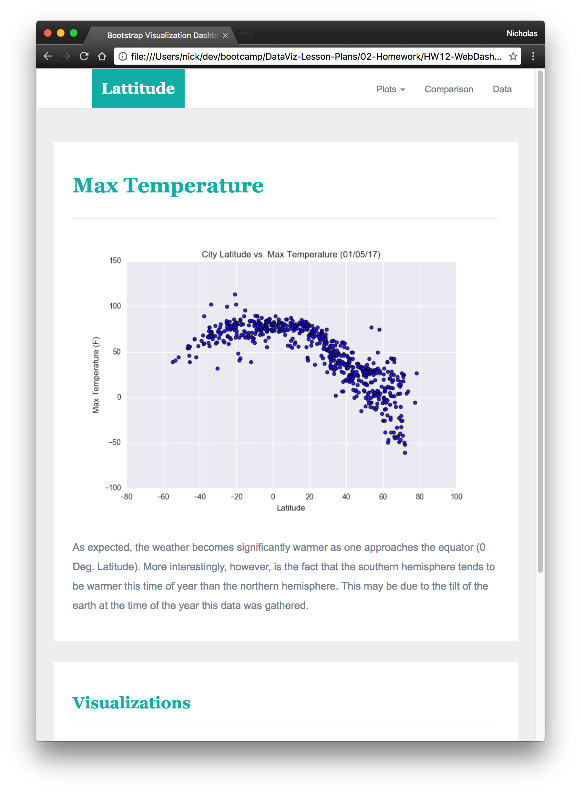 Bootstrap Visualization Dashb
Nicholas
file:///Users/nick/dev/bootcamp/DataViz-Lesson-Plans/02-Homework/HW12-WebDash...
Lattitude
Plots
Comparison
Data
Max Temperature
City Latitude vs. Max Temperature (01/05/17)
150
100
50
0
−50
−100
Max Temperature (F)
−80 −60 −40 −20 0 20 40 60 80 100
Latitude
As expected, the weather becomes significantly warmer as one approaches the equator (0
Deg. Latitude). More interestingly, however, is the fact that the southern hemisphere tends to
be warmer this time of year than the northern hemisphere. This may be due to the tilt of the
earth at the time of the year this data was gathered.
Visualizations